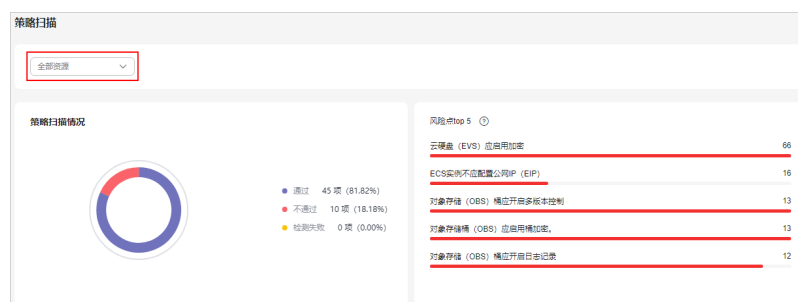 策略扫描
全部资源
策略扫描情况
通过 45 项 (81.82%)
不通过 10 项 (18.18%)
检测失败 0 项 (0.00%)
风险点top 5 ?
云硬盘（EVS）应启用加密 66
ECS实例不应配置公网IP（EIP） 16
对象存储（OBS）桶应开启多版本控制 13
对象存储桶（OBS）应启用桶加密。 13
对象存储（OBS）桶应开启日志记录 12